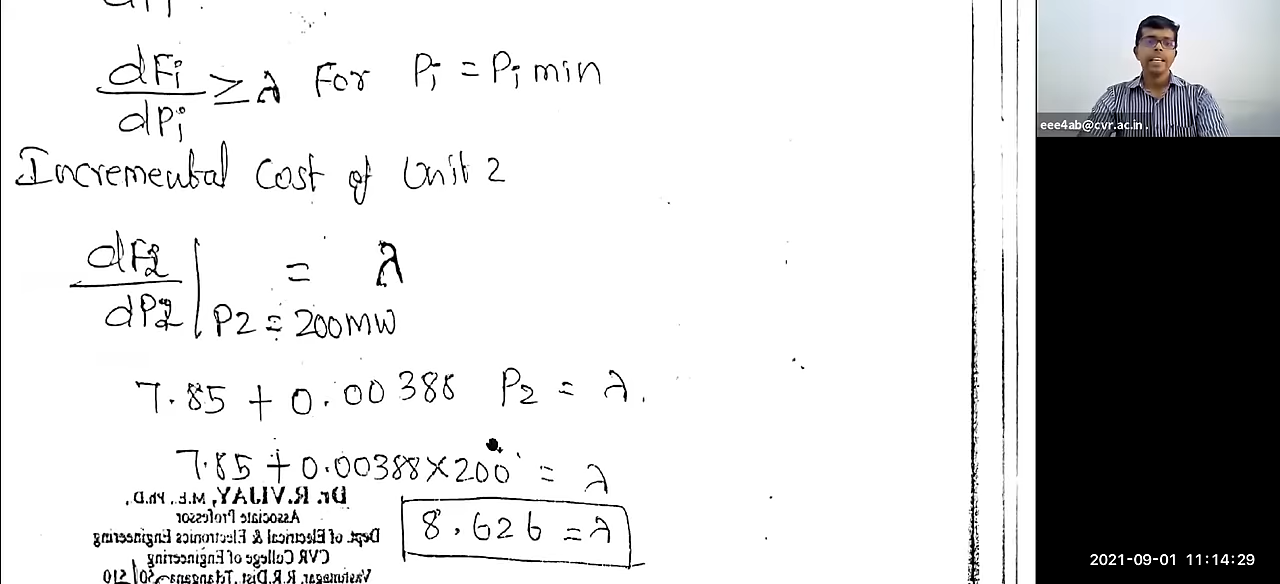 dFi
dPi
≥ λ For Pi = Pi min
Incremental cost of Unit 2
dF2
dP2
P2 = 200MW
= λ
7.85 + 0.00388 P2 = λ.
7.85 + 0.00388 × 200 = λ
8.626 = λ
Dr. R.VIJAY, M.E., Ph.D.,
Associate Professor
Dept. of Electrical & Electronics Engineering
CVR College of Engineering
eee4ab@cvr.ac.in .
2021-09-01 11:14:29